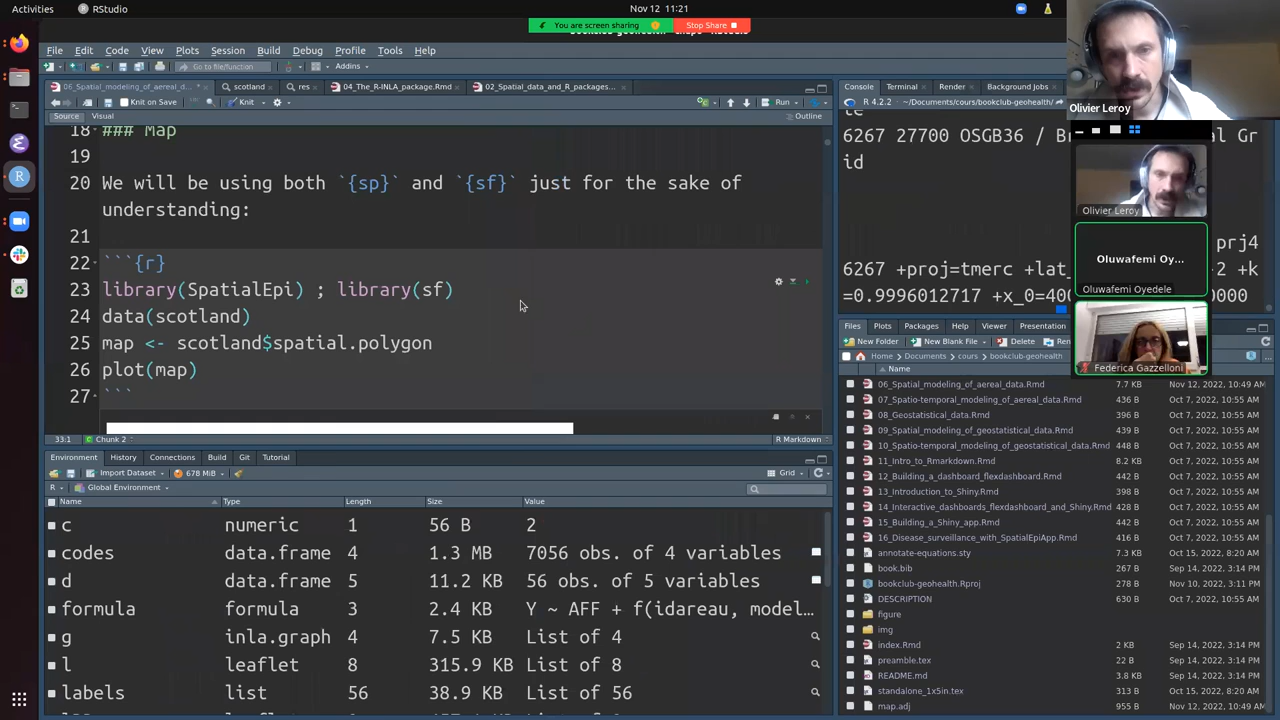 Activities
RStudio
Nov 12 11:21
You are screen sharing
Stop Share
File Edit Code View Plots Session Build Debug Profile Tools Help
Go to file/function
Addins
06_Spatial_modeling_of_aereal_d...
scotland
res
04_The_R-INLA_package.Rmd
02_Spatial_data_and_R_packages...
Knit on Save
Knit
Run
Source Visual
Outline
18 ### Map
19
20 We will be using both `{sp}` and `{sf}` just for the sake of
understanding:
21
22 ```{r}
23 library(SpatialEpi) ; library(sf)
24 data(scotland)
25 map <- scotland$spatial.polygon
26 plot(map)
27 ```
33:1 Chunk 2
R Markdown
Environment History Connections Build Git Tutorial
Import Dataset 678 MiB
Grid
R Global Environment
Name Type Length Size Value
c numeric 1 56 B 2
codes data.frame 4 1.3 MB 7056 obs. of 4 variables
d data.frame 5 11.2 KB 56 obs. of 5 variables
formula formula 3 2.4 KB Y ~ AFF + f(idareau, model...
g inla.graph 4 7.5 KB List of 4
l leaflet 8 315.9 KB List of 8
labels list 56 38.9 KB List of 56
Console Terminal Render Background Jobs
R 4.2.2 · ~/Documents/cours/bookclub-geohealth/
te
6267 27700 OSGB36 / Br
al Gr
id
prj4
6267 +proj=tmerc +lat_
-2 +k
=0.9996012717 +x_0=40
00000
Files Plots Packages Help Viewer Presentation
New Folder New Blank File Delete
Home Documents cours bookclub-geohealth
Name
06_Spatial_modeling_of_aereal_data.Rmd 7.7 KB Nov 12, 2022, 10:49 AM
07_Spatio-temporal_modeling_of_aereal_data.Rmd 436 B Oct 7, 2022, 10:55 AM
08_Geostatistical_data.Rmd 396 B Oct 7, 2022, 10:55 AM
09_Spatial_modeling_of_geostatistical_data.Rmd 439 B Oct 7, 2022, 10:55 AM
10_Spatio-temporal_modeling_of_geostatistical_data.Rmd 448 B Oct 7, 2022, 10:55 AM
11_Intro_to_Rmarkdown.Rmd 8.2 KB Oct 7, 2022, 10:55 AM
12_Building_a_dashboard_flexdashboard.Rmd 442 B Oct 7, 2022, 10:55 AM
13_Introduction_to_Shiny.Rmd 398 B Oct 7, 2022, 10:55 AM
14_Interactive_dashboards_flexdashboard_and_Shiny.Rmd 428 B Oct 7, 2022, 10:55 AM
15_Building_a_Shiny_app.Rmd 442 B Oct 7, 2022, 10:55 AM
16_Disease_surveillance_with_SpatialEpiApp.Rmd 416 B Oct 7, 2022, 10:55 AM
annotate-equations.sty 7.3 KB Oct 15, 2022, 8:20 AM
book.bib 267 B Sep 14, 2022, 3:14 PM
bookclub-geohealth.Rproj 278 B Nov 10, 2022, 3:11 PM
DESCRIPTION 630 B Oct 7, 2022, 10:55 AM
figure
img
index.Rmd 2 KB Sep 14, 2022, 3:14 PM
preamble.tex 22 B Sep 14, 2022, 3:14 PM
README.md 3.8 KB Sep 14, 2022, 3:14 PM
standalone_1x5in.tex 313 B Oct 15, 2022, 8:20 AM
map.adj 955 B Nov 12, 2022, 10:49 AM
Olivier Leroy
Olivier Leroy
Oluwafemi Oy...
Oluwafemi Oyedele
Federica Gazzelloni